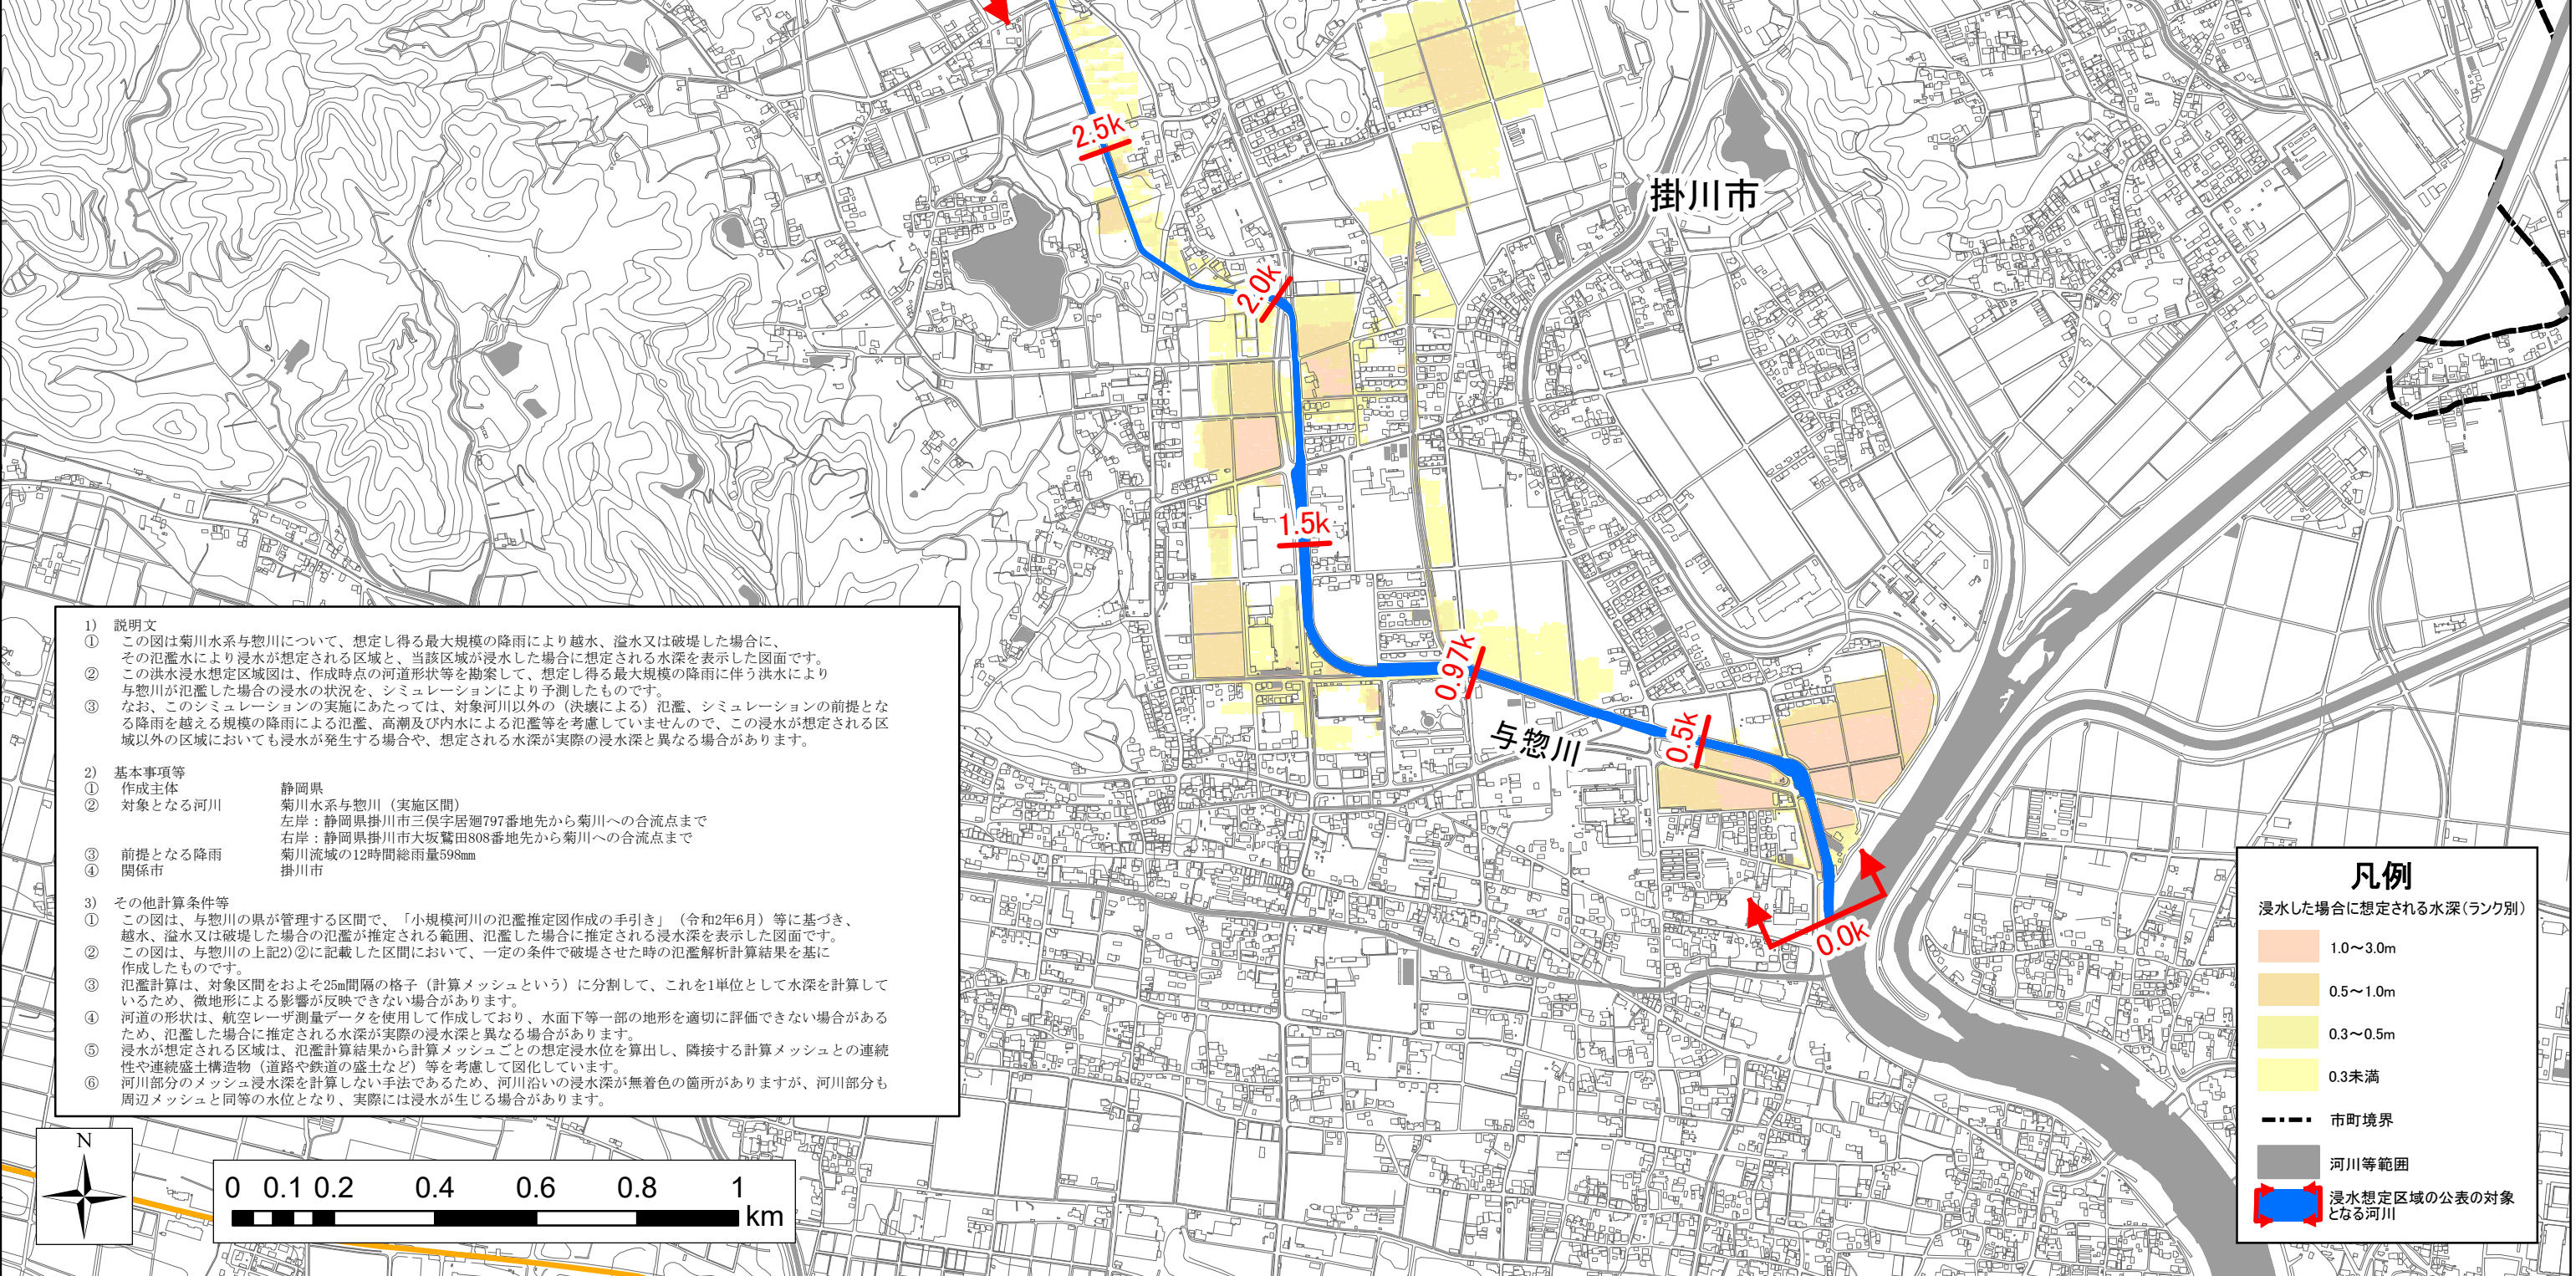 2.5k
掛川市
2.0k
1.5k
0.97k
与惣川
0.5k
0.0k
1) 説明文
① この図は菊川水系与惣川について、想定し得る最大規模の降雨により越水、溢水又は破堤した場合に、
その氾濫水により浸水が想定される区域と、当該区域が浸水した場合に想定される水深を表示した図面です。
② この洪水浸水想定区域図は、作成時点の河道形状等を勘案して、想定し得る最大規模の降雨に伴う洪水により
与惣川が氾濫した場合の浸水の状況を、シミュレーションにより予測したものです。
③ なお、このシミュレーションの実施にあたっては、対象河川以外の（決壊による）氾濫、シミュレーションの前提とな
る降雨を越える規模の降雨による氾濫、高潮及び内水による氾濫等を考慮していませんので、この浸水が想定される区
域以外の区域においても浸水が発生する場合や、想定される水深が実際の浸水深と異なる場合があります。
2) 基本事項等
① 作成主体 静岡県
② 対象となる河川 菊川水系与惣川（実施区間）
左岸：静岡県掛川市三俣字居廻797番地先から菊川への合流点まで
右岸：静岡県掛川市大坂鷲田808番地先から菊川への合流点まで
③ 前提となる降雨 菊川流域の12時間総雨量598mm
④ 関係市 掛川市
3) その他計算条件等
① この図は、与惣川の県が管理する区間で、「小規模河川の氾濫推定図作成の手引き」（令和2年6月）等に基づき、
越水、溢水又は破堤した場合の氾濫が推定される範囲、氾濫した場合に推定される浸水深を表示した図面です。
② この図は、与惣川の上記2)②に記載した区間において、一定の条件で破堤させた時の氾濫解析計算結果を基に
作成したものです。
③ 氾濫計算は、対象区間をおよそ25m間隔の格子（計算メッシュという）に分割して、これを1単位として水深を計算して
いるため、微地形による影響が反映できない場合があります。
④ 河道の形状は、航空レーザ測量データを使用して作成しており、水面下等一部の地形を適切に評価できない場合がある
ため、氾濫した場合に推定される水深が実際の浸水深と異なる場合があります。
⑤ 浸水が想定される区域は、氾濫計算結果から計算メッシュごとの想定浸水位を算出し、隣接する計算メッシュとの連続
性や連続盛土構造物（道路や鉄道の盛土など）等を考慮して図化しています。
⑥ 河川部分のメッシュ浸水深を計算しない手法であるため、河川沿いの浸水深が無着色の箇所がありますが、河川部分も
周辺メッシュと同等の水位となり、実際には浸水が生じる場合があります。
N
0 0.1 0.2 0.4 0.6 0.8 1
km
凡例
浸水した場合に想定される水深（ランク別）
1.0～3.0m
0.5～1.0m
0.3～0.5m
0.3未満
市町境界
河川等範囲
浸水想定区域の公表の対象
となる河川